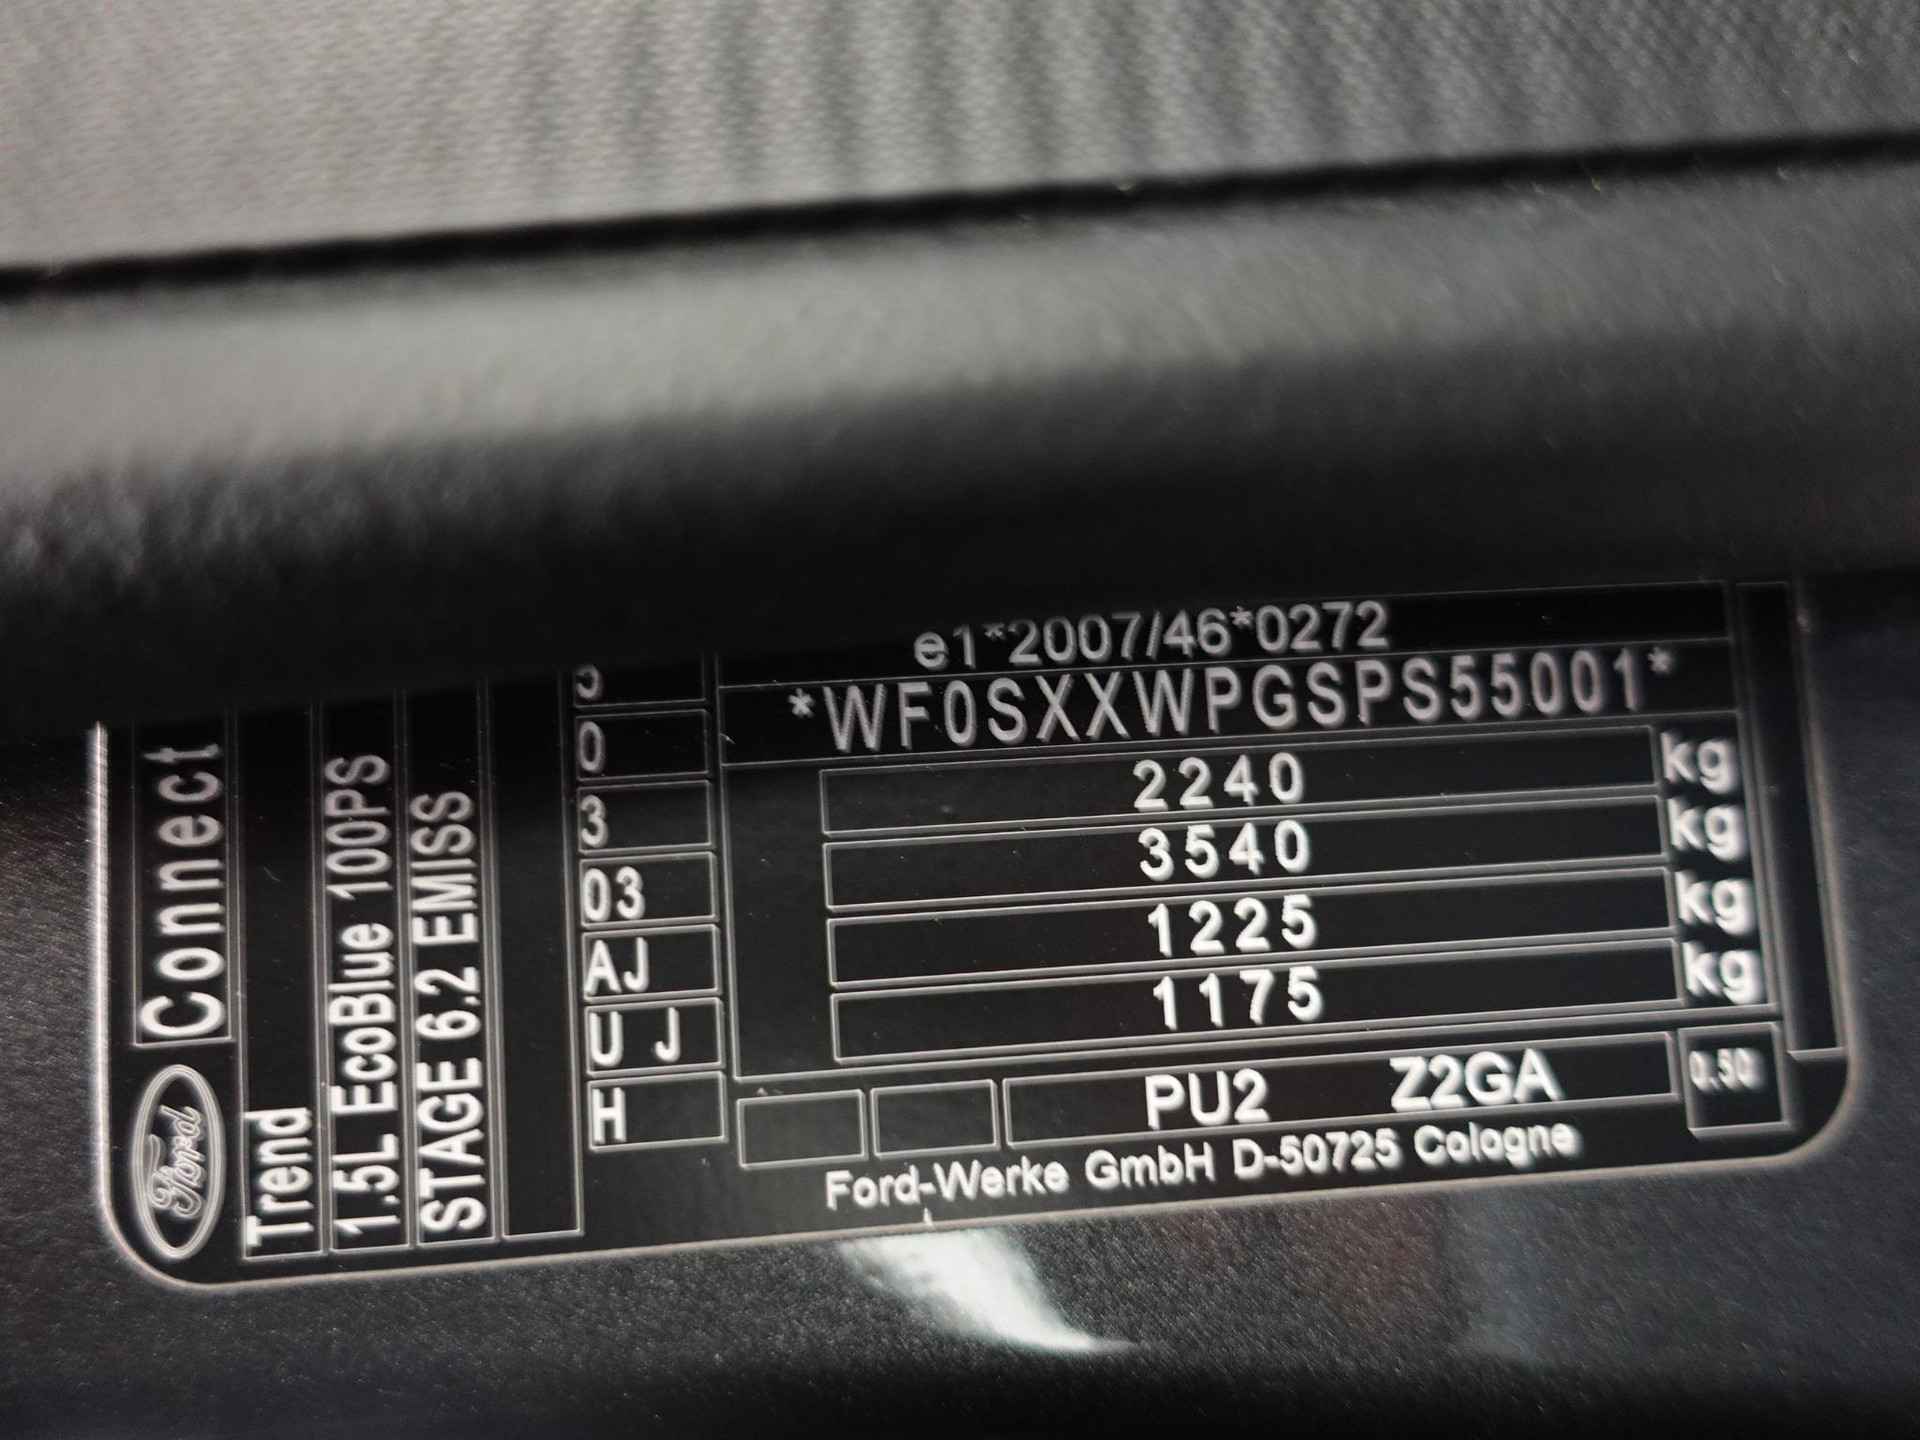 e1*2007/46*0272
*WF0SXXWPGSPS55001*
2240 kg
3540 kg
1225 kg
1175 kg
PU2 Z2GA 0.50
Ford-Werke GmbH D-50725 Cologne
0
3
03
AJ
U J
H
Ford Connect
Trend
1.5L EcoBlue 100PS
STAGE 6.2 EMISS